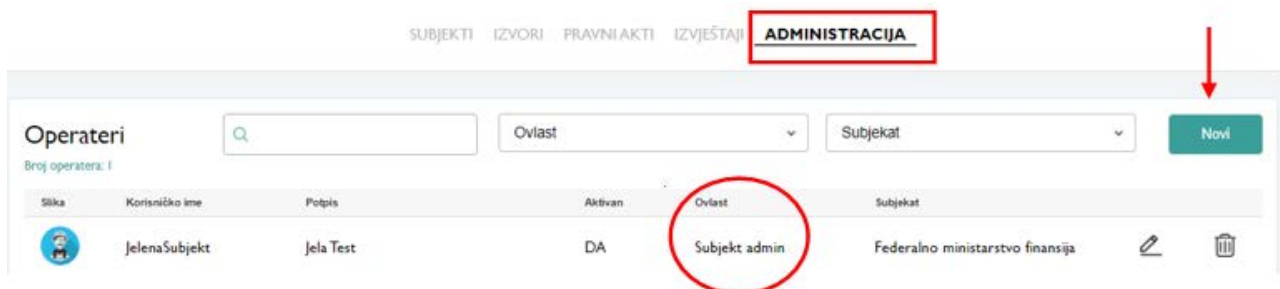 SUBJEKTI IZVORI PRAVNI AKTI IZVJEŠTAJI ADMINISTRACIJA
Operateri Ovlast Subjekat Novi
Broj operatera: 1
Slika Korisničko ime Potpis Aktivan Ovlast Subjekat
JelenaSubjekt Jela Test DA Subjekt admin Federalno ministarstvo finansija